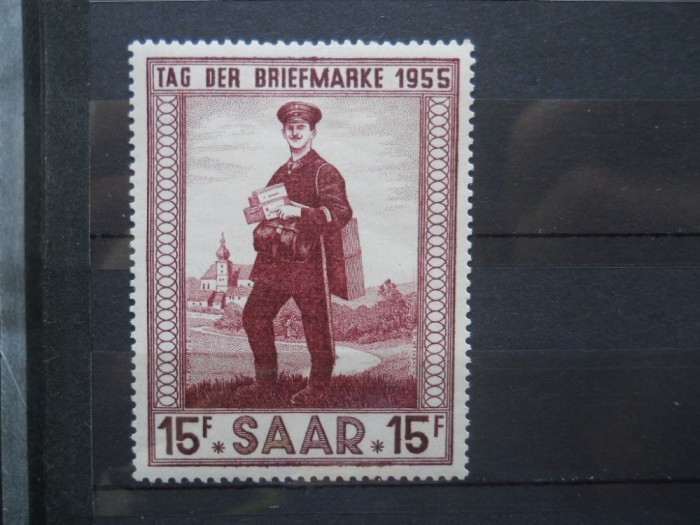 TAG DER BRIEFMARKE 1955
15F * SAAR * 15F